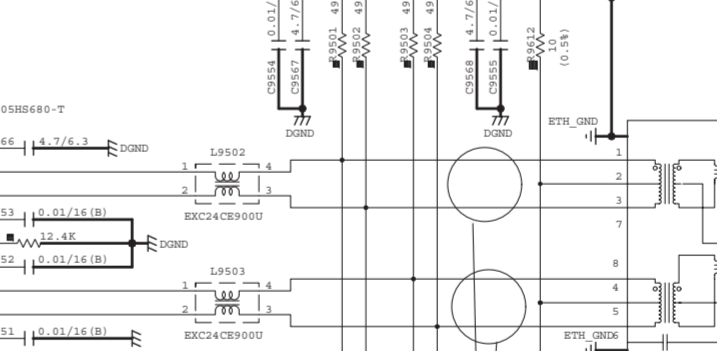 0.01/
4.7/6
49
49
49
49
4.7/6
0.01/
C9554
C9567
R9501
R9502
R9503
R9504
C9568
C9555
R9612
10
(0.5%)
05HS680-T
DGND
DGND
ETH_GND
66
4.7/6.3
DGND
L9502
1
4
2
3
EXC24CE900U
1
2
3
7
53
0.01/16(B)
12.4K
DGND
52
0.01/16(B)
L9503
1
4
2
3
EXC24CE900U
8
4
5
51
0.01/16(B)
ETH_GND6